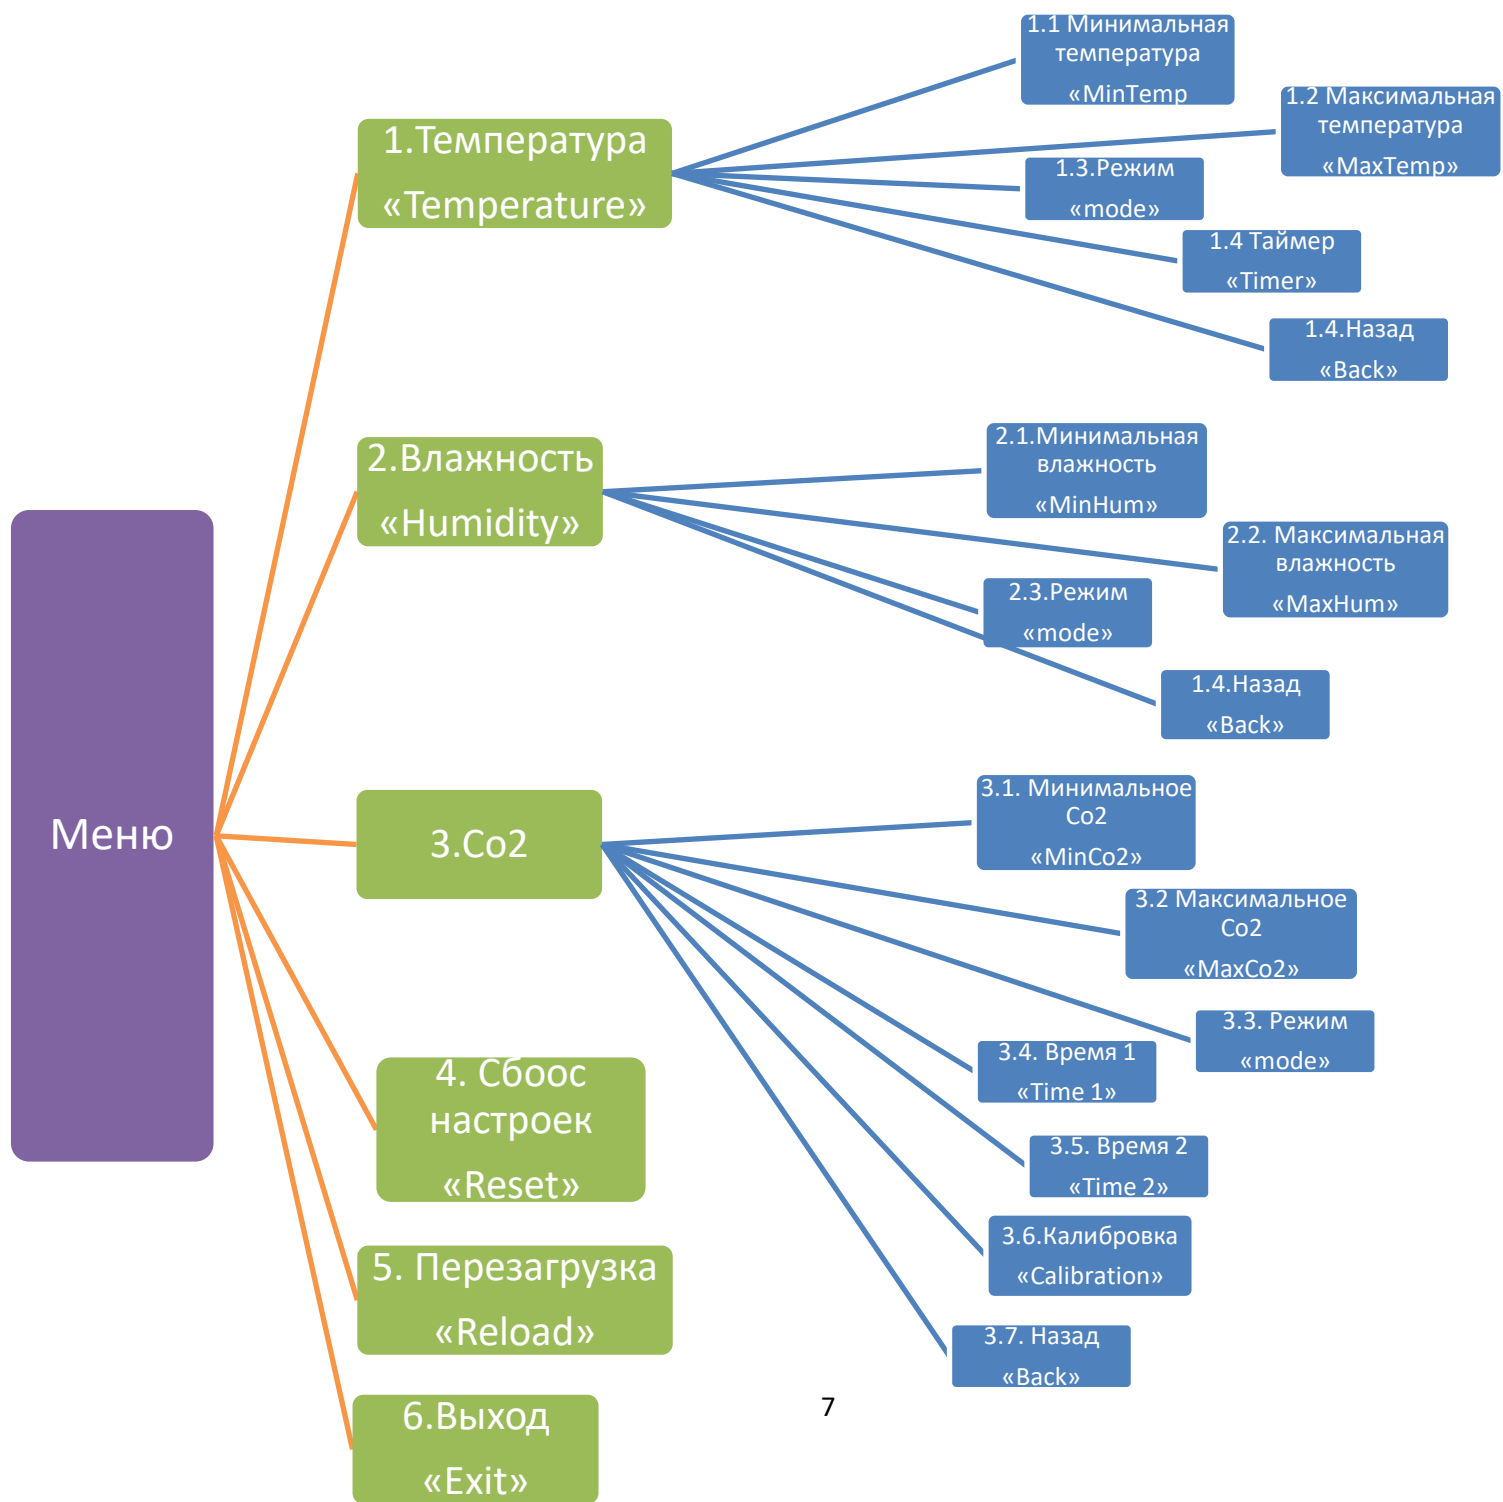 Меню
1.Температура
«Temperature»
1.1 Минимальная
температура
«MinTemp
1.2 Максимальная
температура
«MaxTemp»
1.3.Режим
«mode»
1.4 Таймер
«Timer»
1.4.Назад
«Back»
2.Влажность
«Humidity»
2.1.Минимальная
влажность
«MinHum»
2.2. Максимальная
влажность
«MaxHum»
2.3.Режим
«mode»
1.4.Назад
«Back»
3.Co2
3.1. Минимальное
Co2
«MinCo2»
3.2 Максимальное
Co2
«MaxCo2»
3.3. Режим
«mode»
3.4. Время 1
«Time 1»
3.5. Время 2
«Time 2»
3.6.Калибровка
«Calibration»
3.7. Назад
«Back»
4. Сбоос
настроек
«Reset»
5. Перезагрузка
«Reload»
6.Выход
«Exit»
7